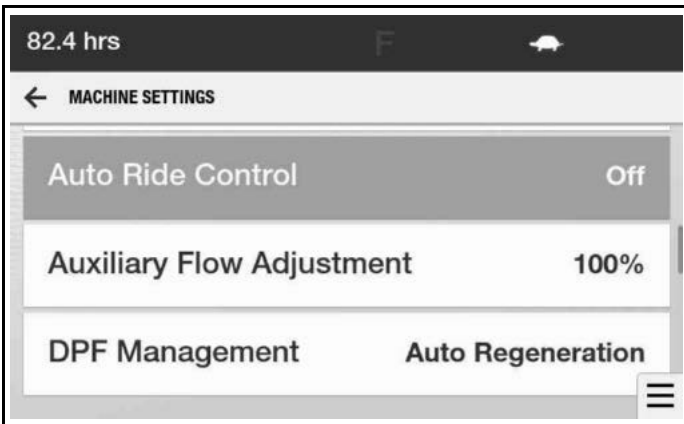 82.4 hrs F
MACHINE SETTINGS
Auto Ride Control Off
Auxiliary Flow Adjustment 100%
DPF Management Auto Regeneration